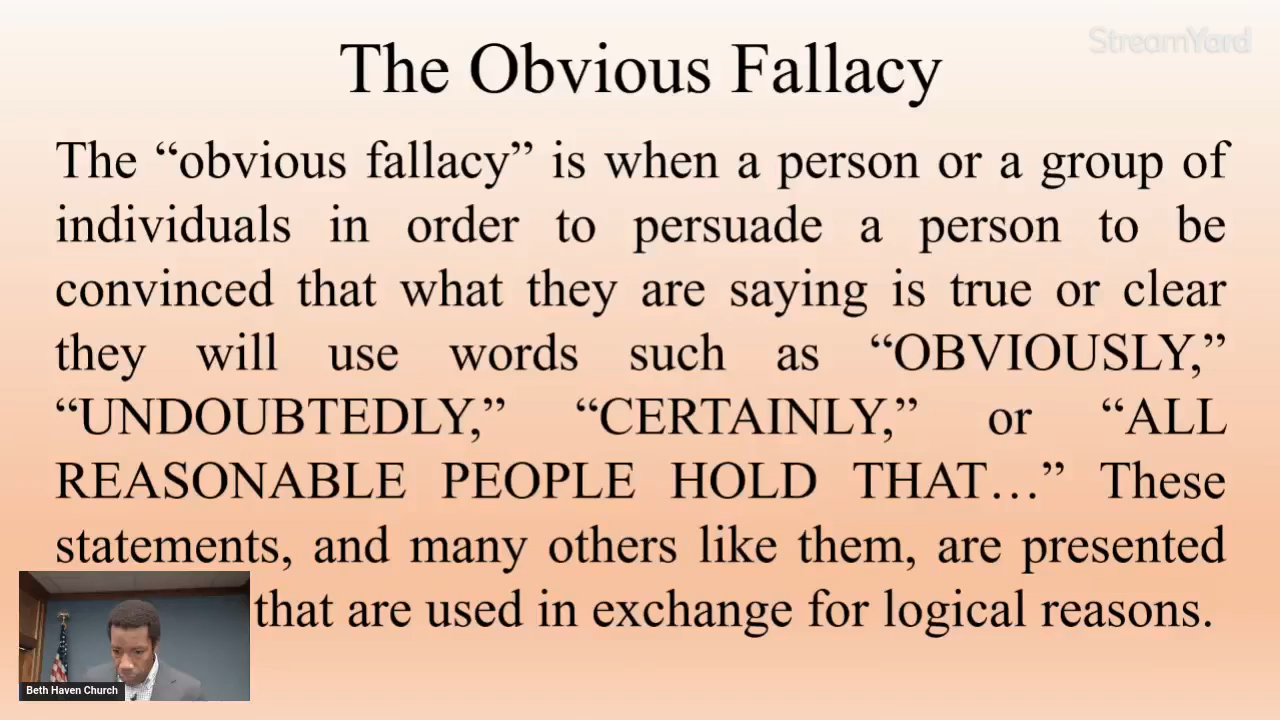 StreamYard
The Obvious Fallacy
The “obvious fallacy” is when a person or a group of
individuals in order to persuade a person to be
convinced that what they are saying is true or clear
they will use words such as “OBVIOUSLY,”
“UNDOUBTEDLY,” “CERTAINLY,” or “ALL
REASONABLE PEOPLE HOLD THAT…” These
statements, and many others like them, are presented
that are used in exchange for logical reasons.
Beth Haven Church